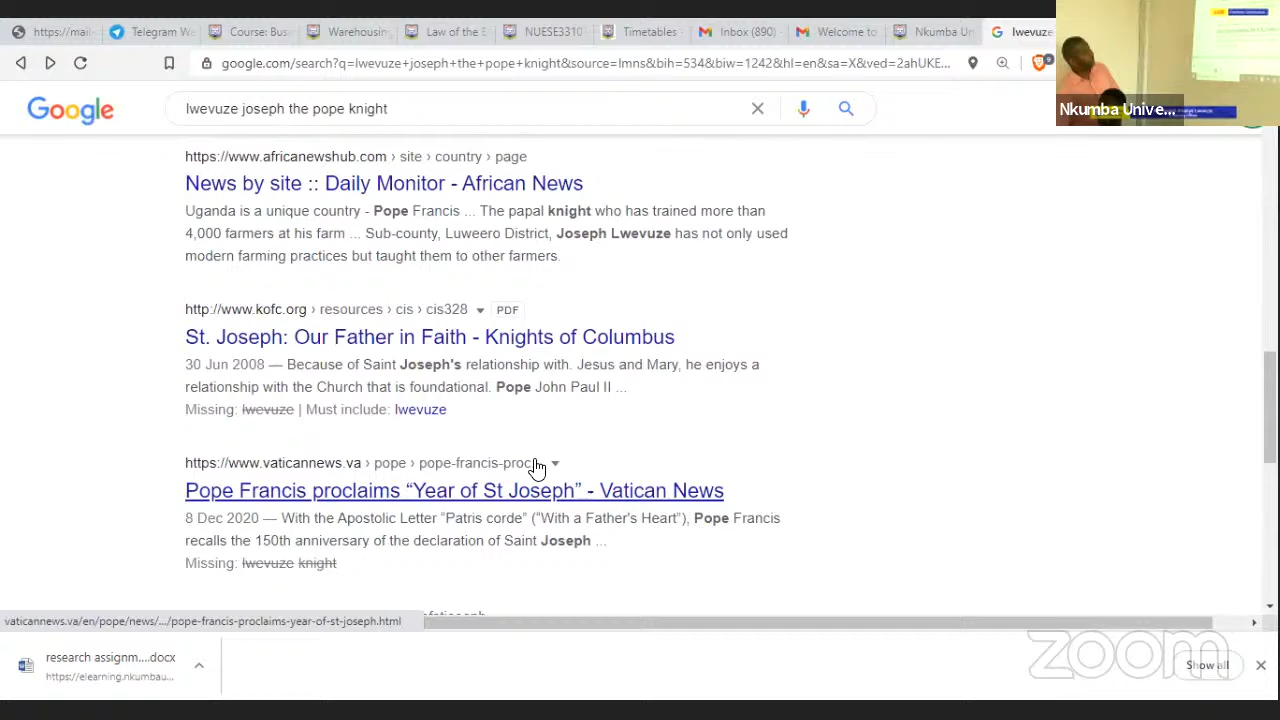 https://mail
Telegram We
Course: Bus
Warehousin
Law of the E
NUESE3310
Timetables
Inbox (890)
Welcome to
Nkumba Un
lwevuze
google.com/search?q=lwevuze+joseph+the+pope+knight&source=lmns&bih=534&biw=1242&hl=en&sa=X&ved=2ahUKE...
9
Nkumba Unive...
Google
lwevuze joseph the pope knight
https://www.africanewshub.com › site › country › page
News by site :: Daily Monitor - African News
Uganda is a unique country - Pope Francis ... The papal knight who has trained more than
4,000 farmers at his farm ... Sub-county, Luweero District, Joseph Lwevuze has not only used
modern farming practices but taught them to other farmers.
http://www.kofc.org › resources › cis › cis328 PDF
St. Joseph: Our Father in Faith - Knights of Columbus
30 Jun 2008 — Because of Saint Joseph's relationship with. Jesus and Mary, he enjoys a
relationship with the Church that is foundational. Pope John Paul II ...
Missing: lwevuze | Must include: lwevuze
https://www.vaticannews.va › pope › pope-francis-proc
Pope Francis proclaims “Year of St Joseph” - Vatican News
8 Dec 2020 — With the Apostolic Letter “Patris corde” (“With a Father's Heart”), Pope Francis
recalls the 150th anniversary of the declaration of Saint Joseph ...
Missing: lwevuze knight
vaticannews.va/en/pope/news/.../pope-francis-proclaims-year-of-st-joseph.html
research assignm....docx
https://elearning.nkumbau...
zoom
Show all